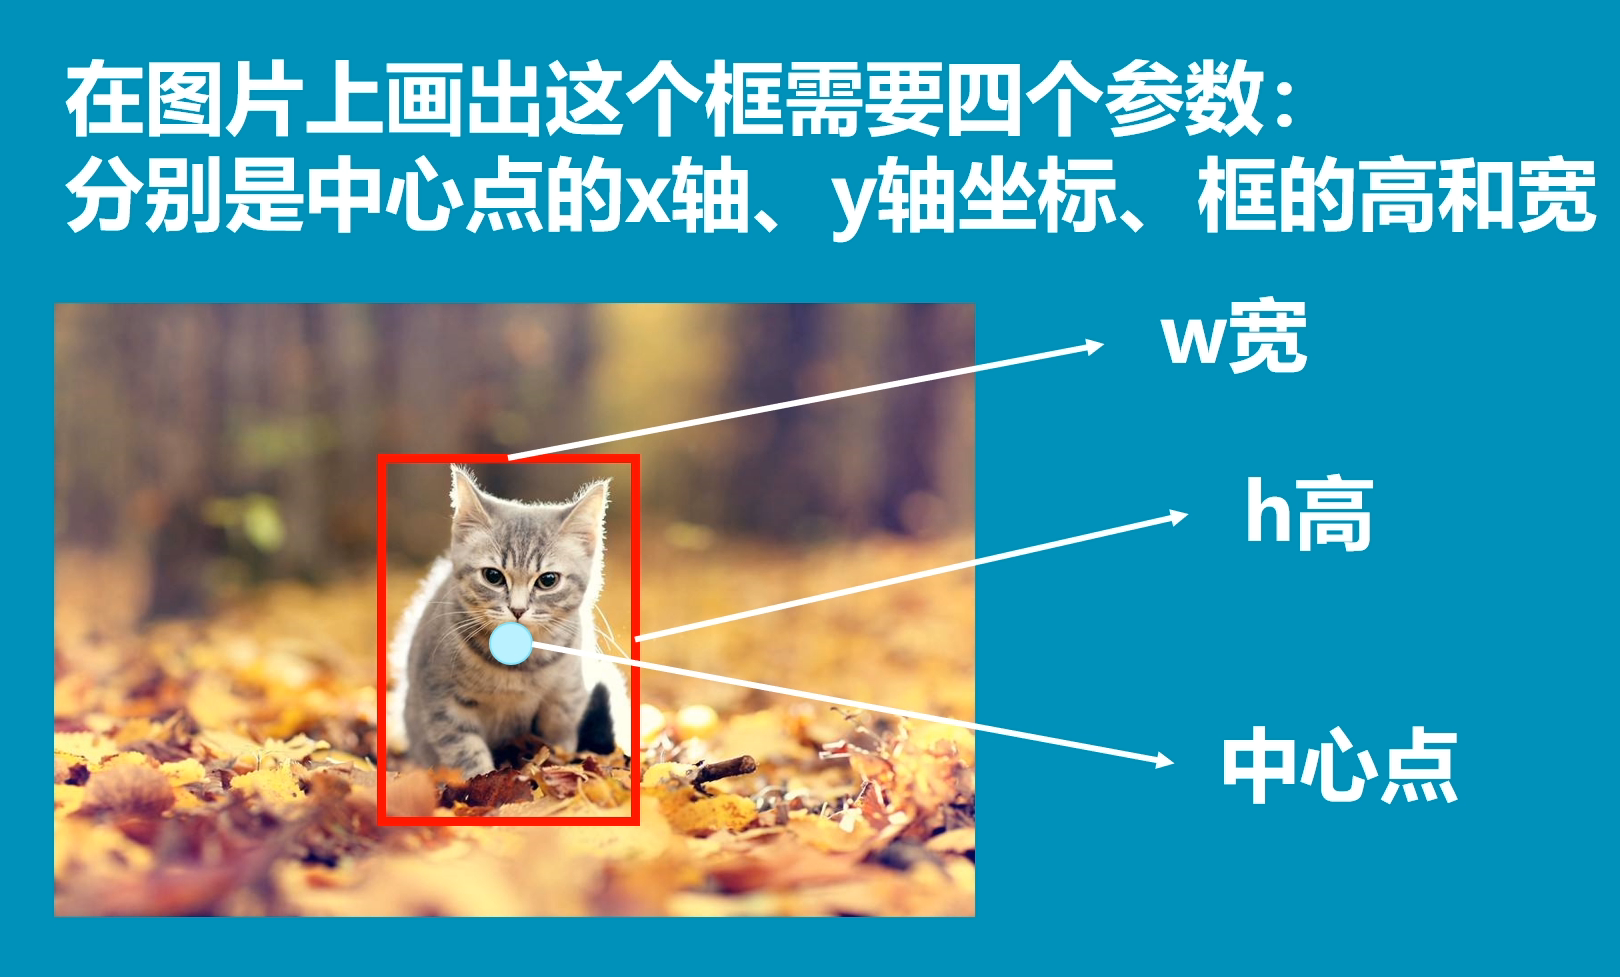 在图片上画出这个框需要四个参数：
分别是中心点的x轴、y轴坐标、框的高和宽
w宽
h高
中心点